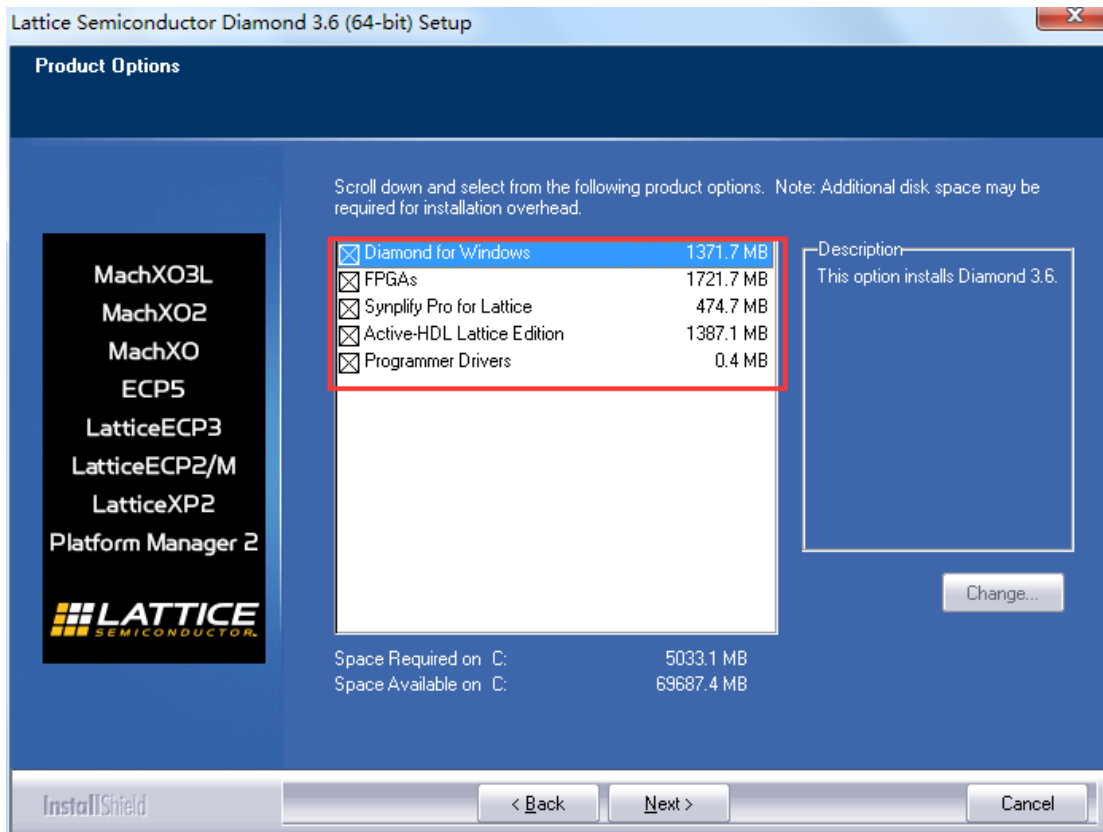 Lattice Semiconductor Diamond 3.6 (64-bit) Setup
Product Options
Scroll down and select from the following product options. Note: Additional disk space may be
required for installation overhead.
Diamond for Windows 1371.7 MB
FPGAs 1721.7 MB
Synplify Pro for Lattice 474.7 MB
Active-HDL Lattice Edition 1387.1 MB
Programmer Drivers 0.4 MB
Description
This option installs Diamond 3.6.
MachXO3L
MachXO2
MachXO
ECP5
LatticeECP3
LatticeECP2/M
LatticeXP2
Platform Manager 2
LATTICE
SEMICONDUCTOR.
Change...
Space Required on C: 5033.1 MB
Space Available on C: 69687.4 MB
InstallShield
< Back
Next >
Cancel